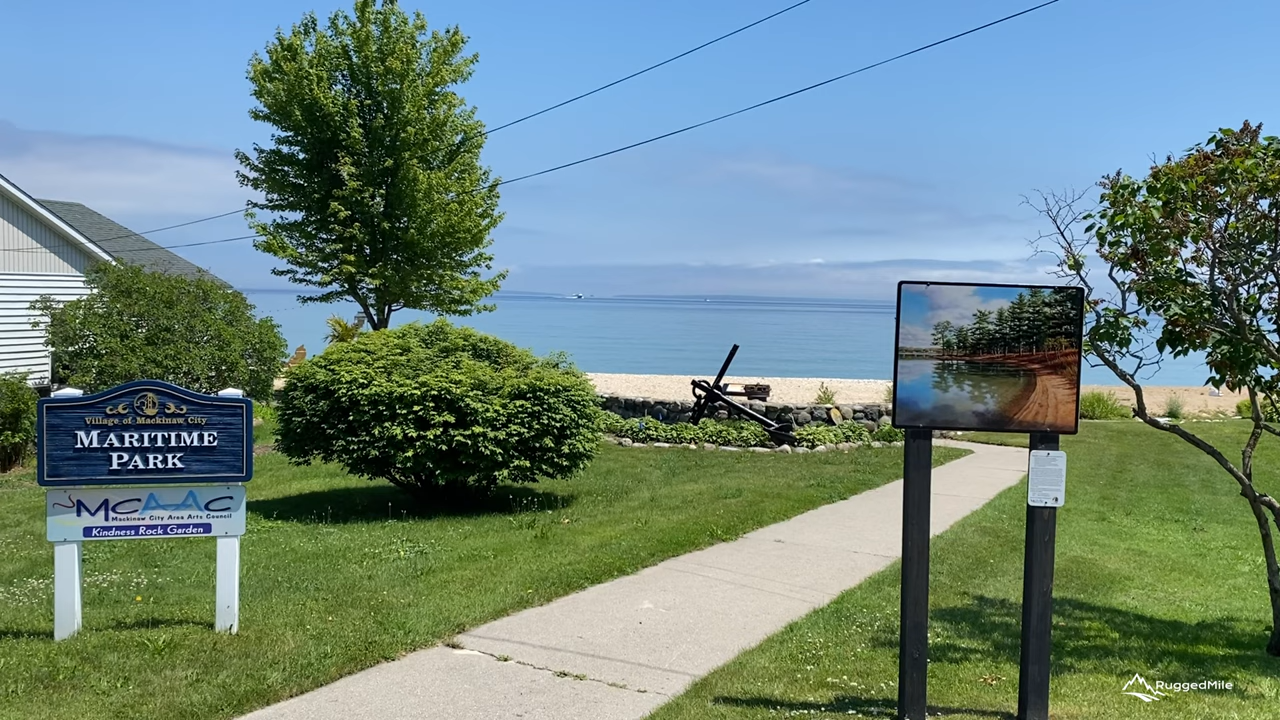 Village of Mackinaw City
MARITIME
PARK
MCAAC
Mackinaw City Area Arts Council
Kindness Rock Garden
RuggedMile